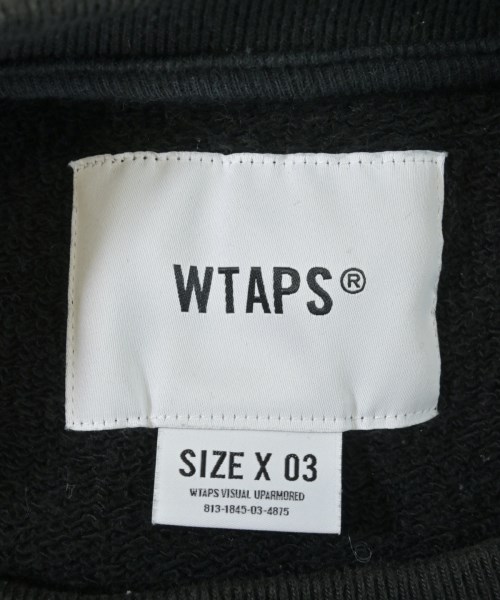 WTAPS®
SIZE X 03
WTAPS VISUAL UPARMORED
813-1845-03-4875